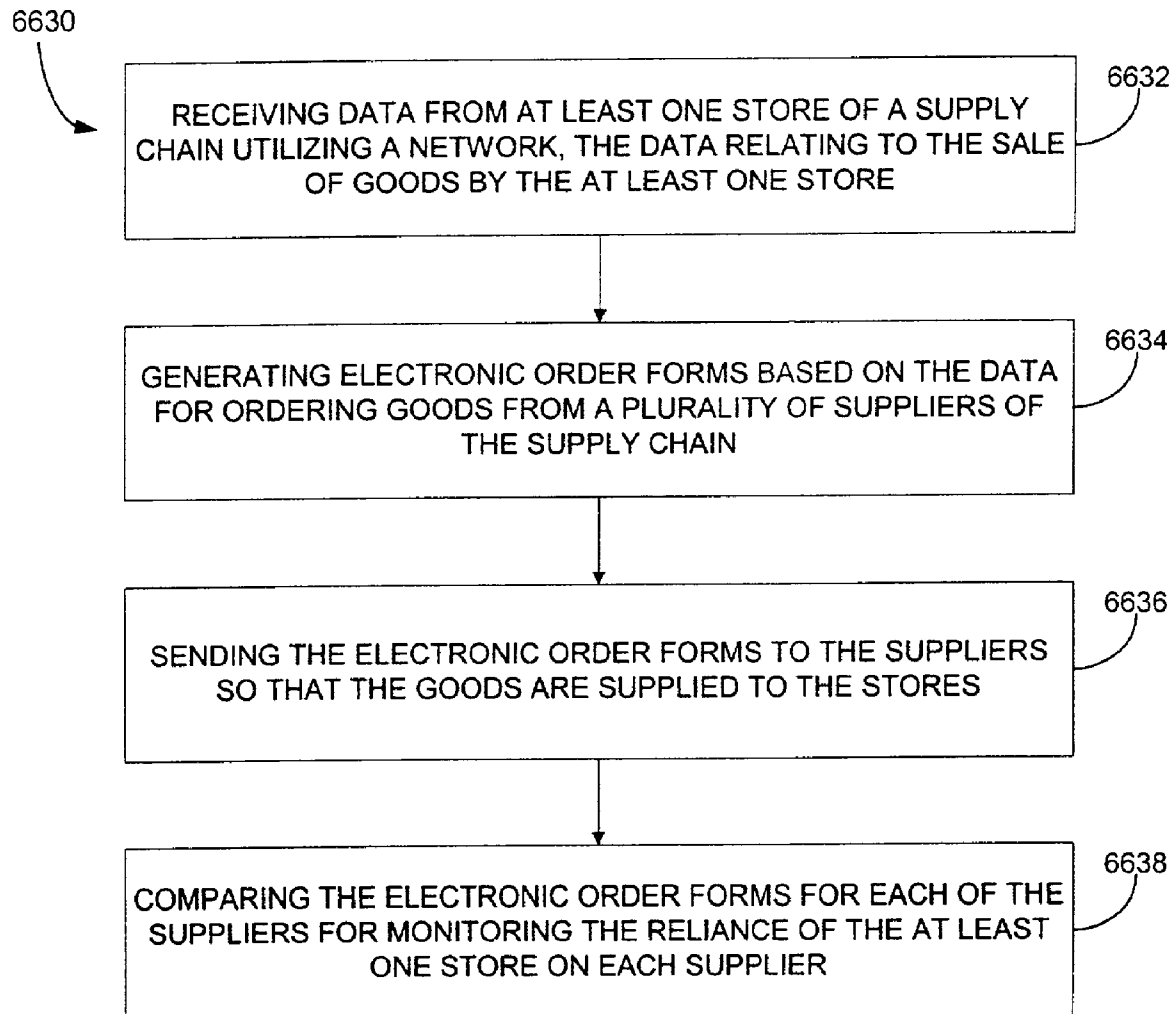 6630
6632
RECEIVING DATA FROM AT LEAST ONE STORE OF A SUPPLY
CHAIN UTILIZING A NETWORK, THE DATA RELATING TO THE SALE
OF GOODS BY THE AT LEAST ONE STORE
6634
GENERATING ELECTRONIC ORDER FORMS BASED ON THE DATA
FOR ORDERING GOODS FROM A PLURALITY OF SUPPLIERS OF
THE SUPPLY CHAIN
6636
SENDING THE ELECTRONIC ORDER FORMS TO THE SUPPLIERS
SO THAT THE GOODS ARE SUPPLIED TO THE STORES
6638
COMPARING THE ELECTRONIC ORDER FORMS FOR EACH OF THE
SUPPLIERS FOR MONITORING THE RELIANCE OF THE AT LEAST
ONE STORE ON EACH SUPPLIER